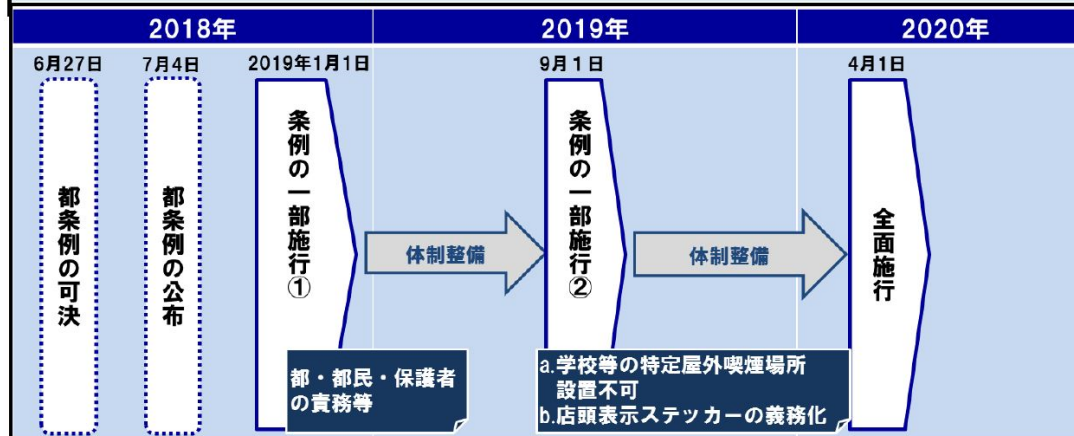 2018年
2019年
2020年
6月27日
7月4日
2019年1月1日
9月1日
4月1日
都条例の可決
都条例の公布
条例の一部施行①
体制整備
条例の一部施行②
体制整備
全面施行
都・都民・保護者
の責務等
a.学校等の特定屋外喫煙場所
設置不可
b.店頭表示ステッカーの義務化